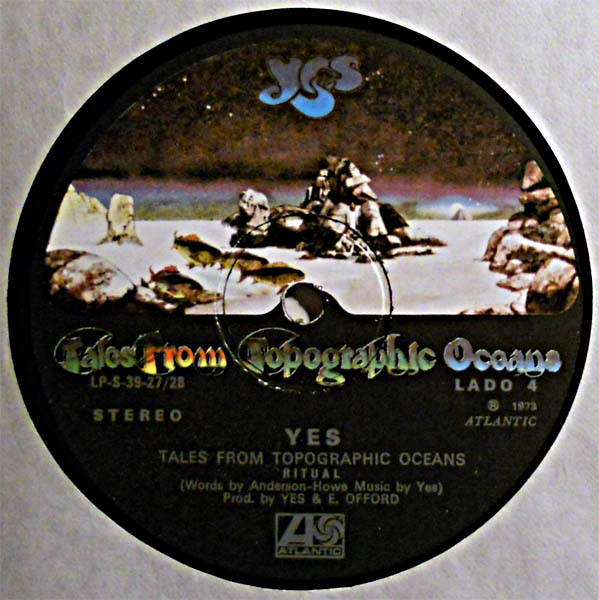 yes
Tales From Topographic Oceans
LP-S-39-27/28
LADO 4
STEREO
℗ 1973
ATLANTIC
YES
TALES FROM TOPOGRAPHIC OCEANS
RITUAL
(Words by Anderson-Howe Music by Yes)
Prod. by YES & E. OFFORD
ATLANTIC